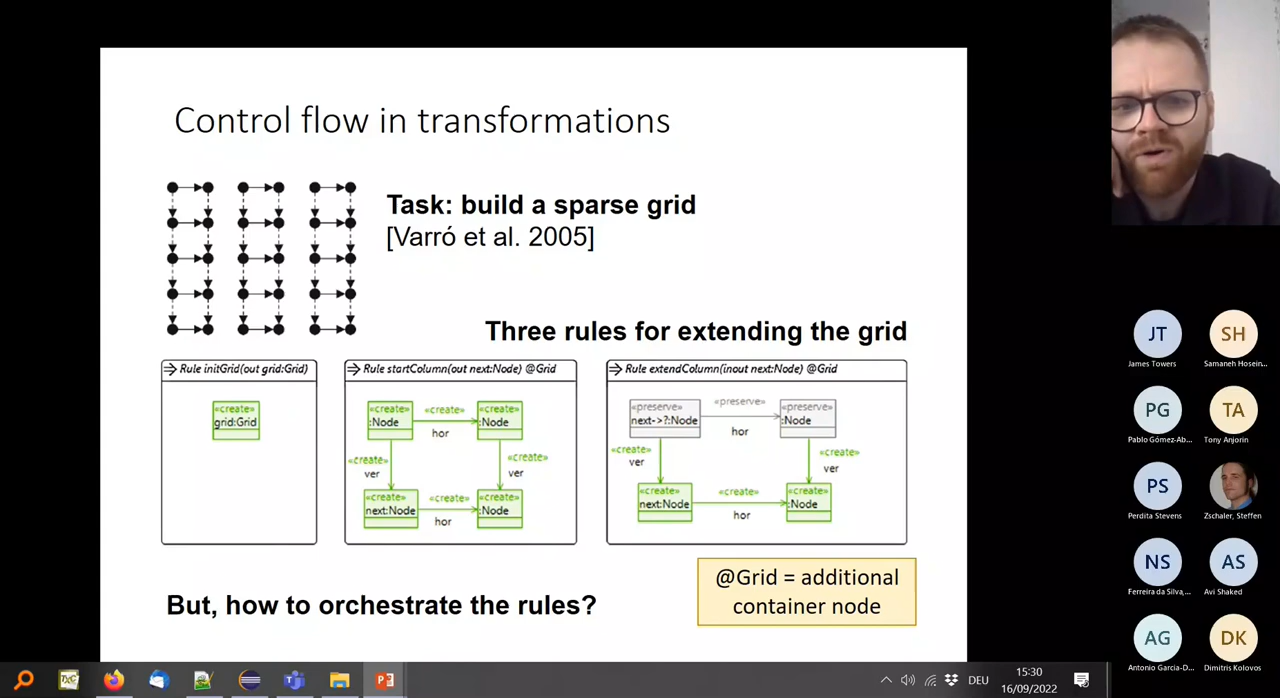 Control flow in transformations
Task: build a sparse grid
[Varró et al. 2005]
Three rules for extending the grid
Rule initGrid(out grid:Grid)
«create»
grid:Grid
Rule startColumn(out next:Node) @Grid
«create»
:Node
«create»
hor
«create»
:Node
«create»
ver
«create»
ver
«create»
next:Node
«create»
hor
«create»
:Node
Rule extendColumn(inout next:Node) @Grid
«preserve»
next->?:Node
«preserve»
hor
«preserve»
:Node
«create»
ver
«create»
ver
«create»
next:Node
«create»
hor
«create»
:Node
@Grid = additional
container node
But, how to orchestrate the rules?
JT
James Towers
SH
Samaneh Hosein...
PG
Pablo Gómez-Ab...
TA
Tony Anjorin
PS
Perdita Stevens
Zschaler, Steffen
NS
Ferreira da Silva,...
AS
Avi Shaked
AG
Antonio Garcia-D...
DK
Dimitris Kolovos
DEU
15:30
16/09/2022